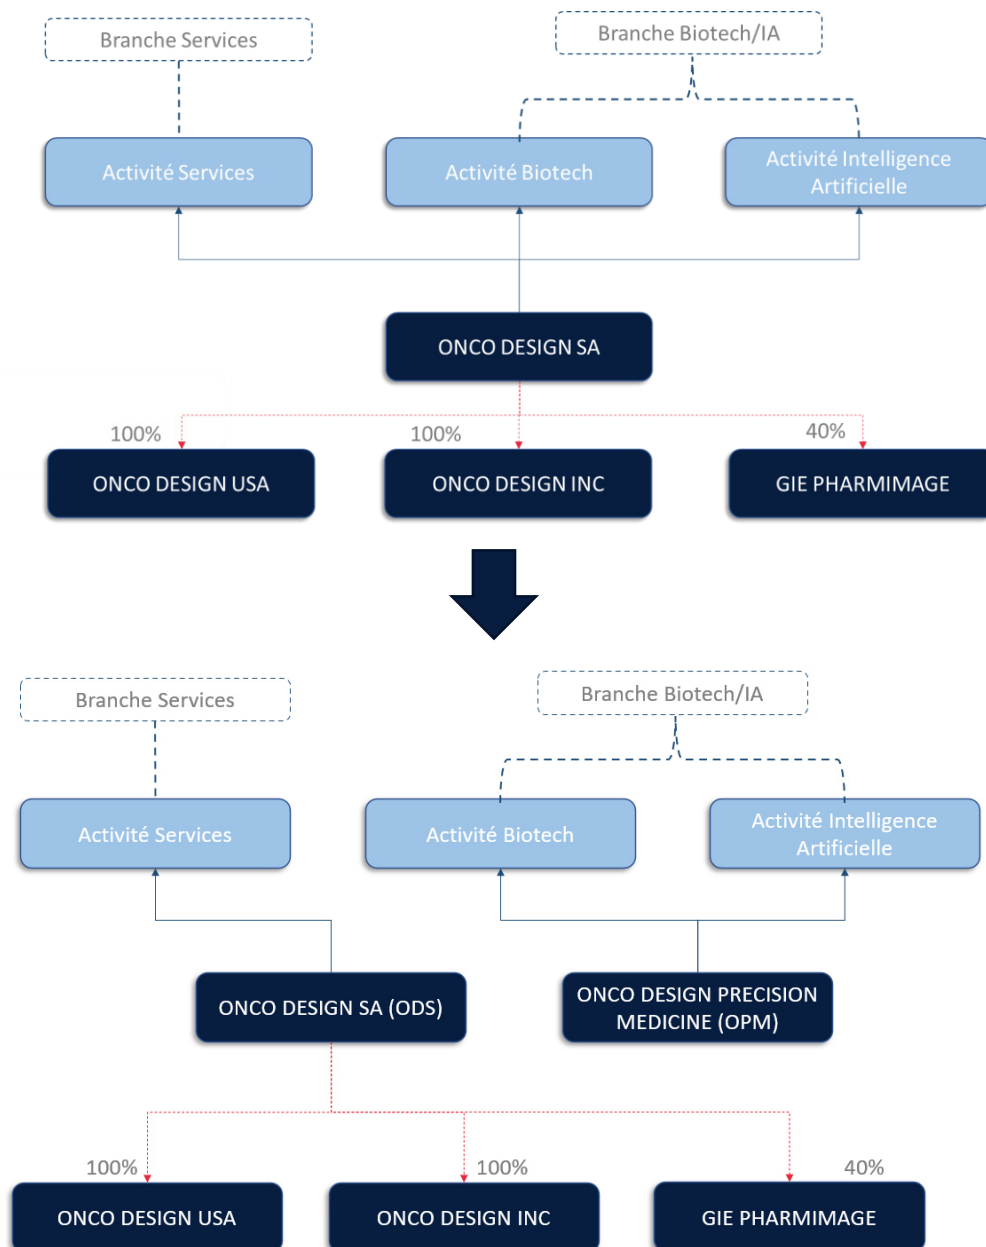 Branche Services
Branche Biotech/IA
Activité Services
Activité Biotech
Activité Intelligence
Artificielle
ONCO DESIGN SA
100%
100%
40%
ONCO DESIGN USA
ONCO DESIGN INC
GIE PHARMIMAGE
Branche Services
Branche Biotech/IA
Activité Services
Activité Biotech
Activité Intelligence
Artificielle
ONCO DESIGN SA (ODS)
ONCO DESIGN PRECISION
MEDICINE (OPM)
100%
100%
40%
ONCO DESIGN USA
ONCO DESIGN INC
GIE PHARMIMAGE